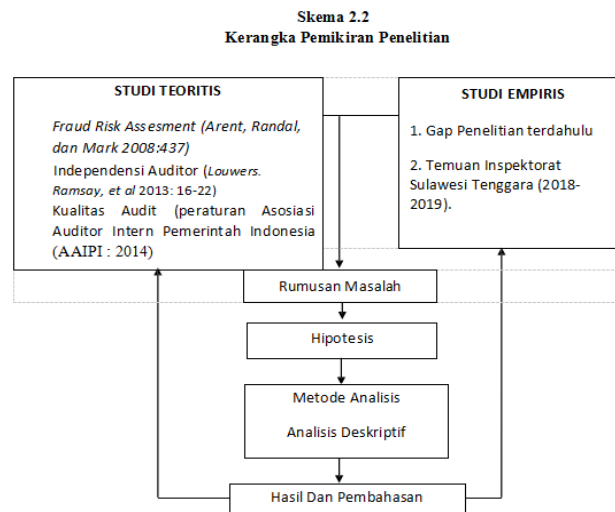 Skema 2.2
Kerangka Pemikiran Penelitian
STUDI TEORITIS
Fraud Risk Assesment (Arent, Randal,
dan Mark 2008:437)
Independensi Auditor (Louwers.
Ramsay, et al 2013: 16-22)
Kualitas Audit (peraturan Asosiasi
Auditor Intern Pemerintah Indonesia
(AAIPI : 2014)
STUDI EMPIRIS
1. Gap Penelitian terdahulu
2. Temuan Inspektorat
Sulawesi Tenggara (2018-
2019).
Rumusan Masalah
Hipotesis
Metode Analisis
Analisis Deskriptif
Hasil Dan Pembahasan